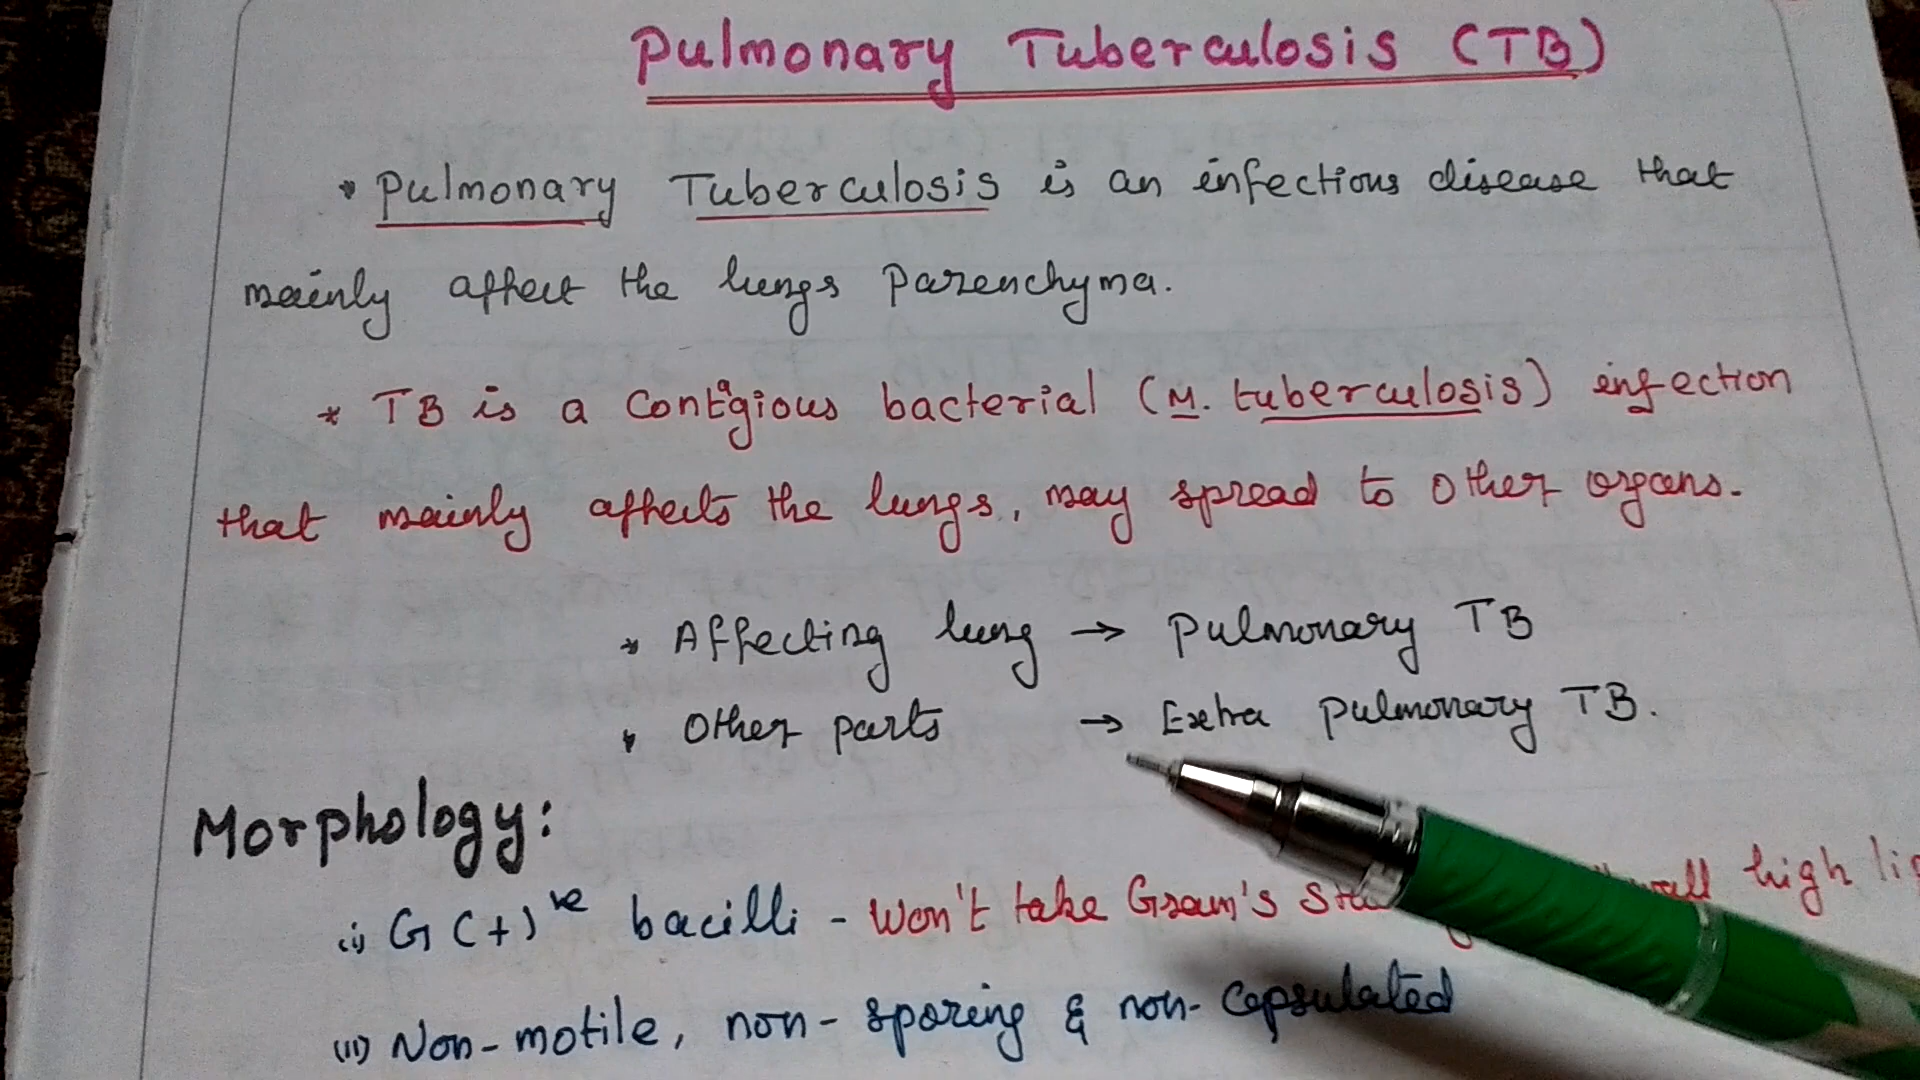 Pulmonary Tuberculosis (TB)
* Pulmonary Tuberculosis is an infectious disease that
mainly affect the lungs Parenchyma.
* TB is a Contagious bacterial (M. tuberculosis) infection
that mainly affects the lungs, may spread to other organs.
* Affecting lung → Pulmonary TB
* Other parts → Extra pulmonary TB.
Morphology:
(i) G(+)ve bacilli - Won't take Gram's wall high
(ii) Non-motile, non-sporing & non-Capsulated